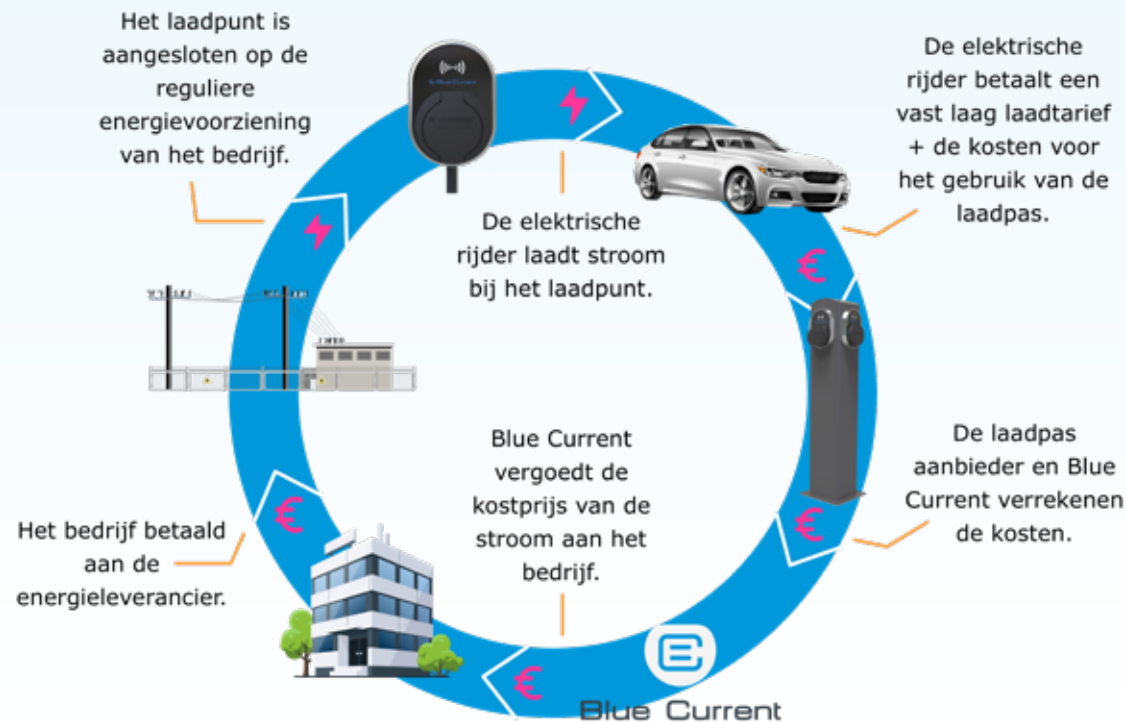 Het laadpunt is
aangesloten op de
reguliere
energievoorziening
van het bedrijf.
Blue Current
De elektrische
rijder laadt stroom
bij het laadpunt.
De elektrische
rijder betaalt een
vast laag laadtarief
+ de kosten voor
het gebruik van de
laadpas.
€
De laadpas
aanbieder en Blue
Current verrekenen
de kosten.
€
Blue Current
Blue Current
vergoedt de
kostprijs van de
stroom aan het
bedrijf.
€
Het bedrijf betaald
aan de
energieleverancier.
€